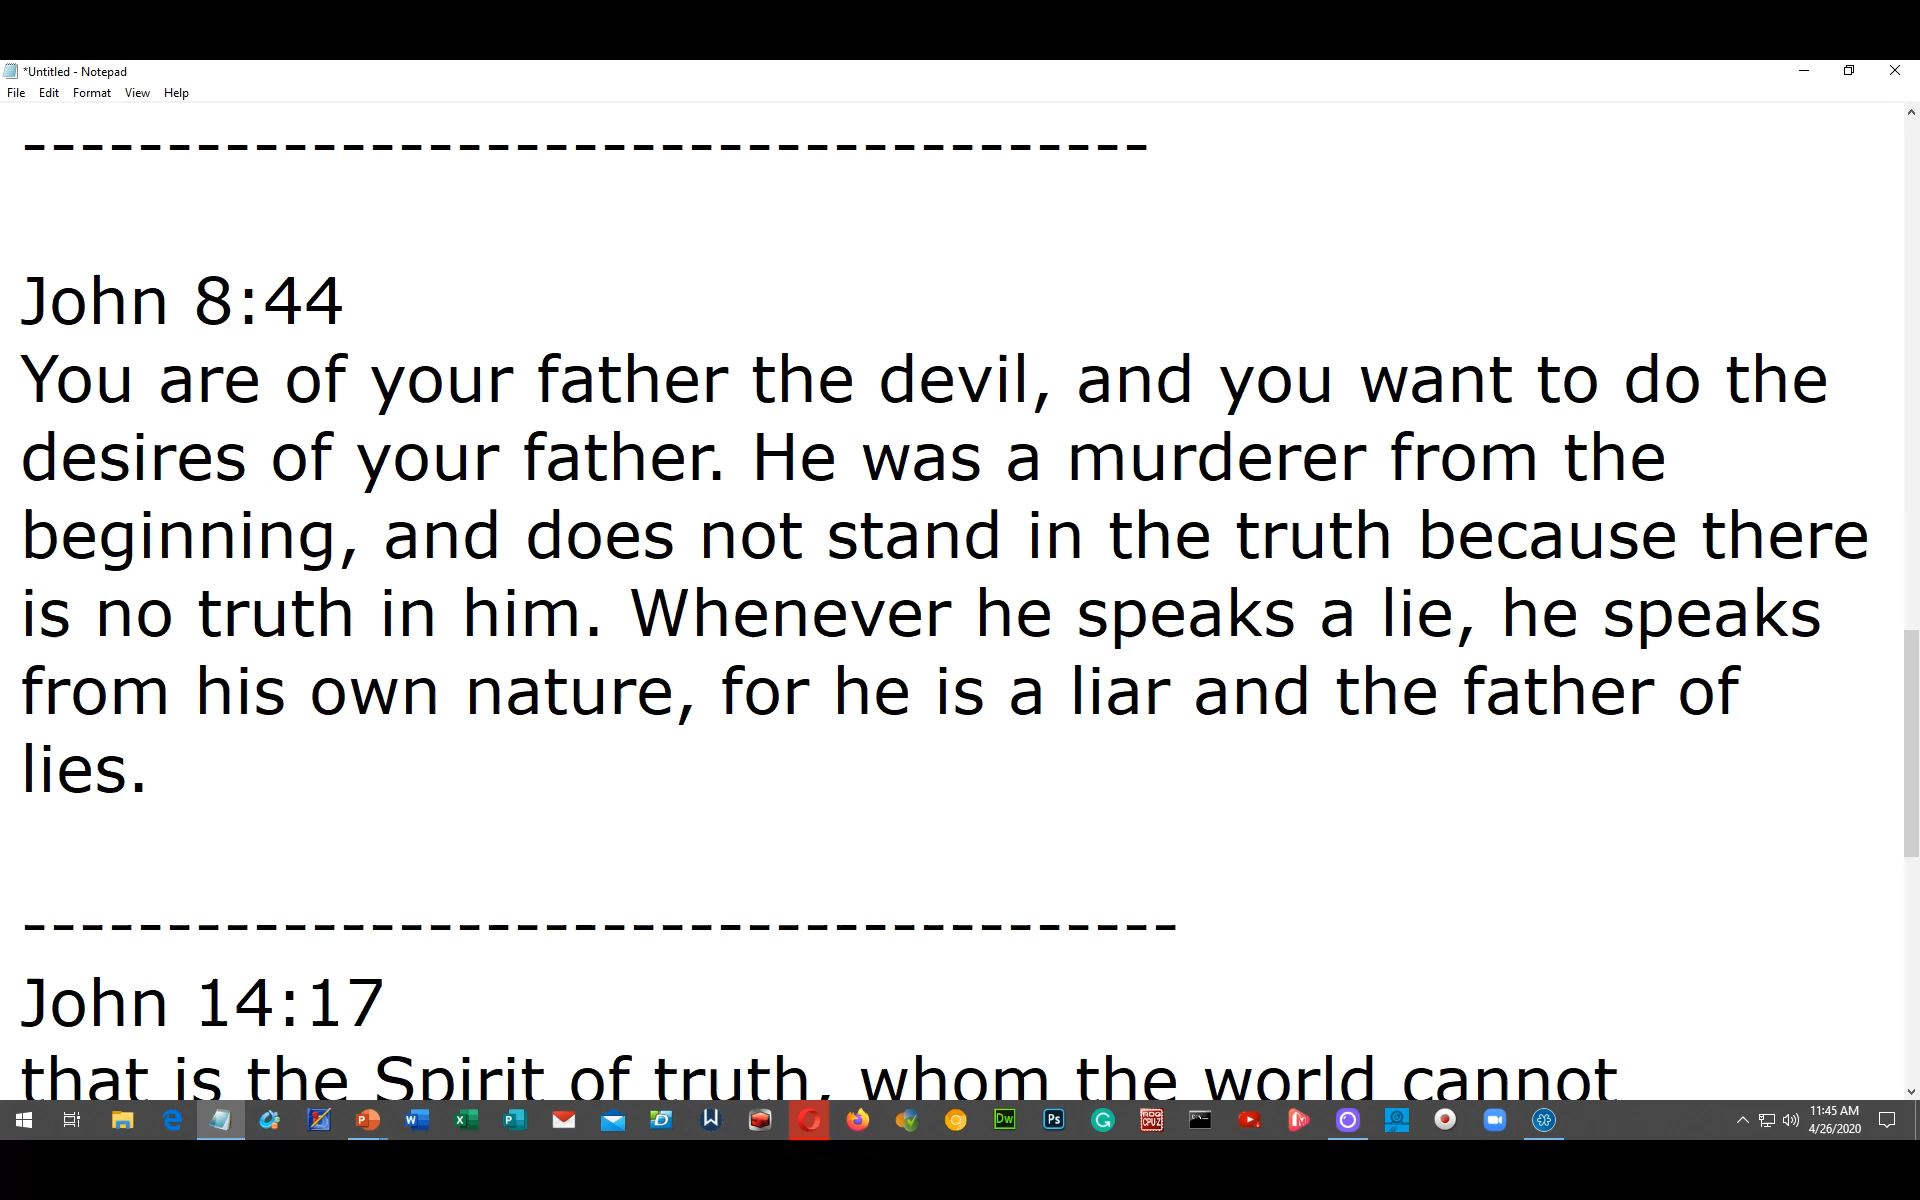 *Untitled - Notepad
File Edit Format View Help
---------------------------------------
John 8:44
You are of your father the devil, and you want to do the
desires of your father. He was a murderer from the
beginning, and does not stand in the truth because there
is no truth in him. Whenever he speaks a lie, he speaks
from his own nature, for he is a liar and the father of
lies.
----------------------------------------
John 14:17
that is the Spirit of truth, whom the world cannot
11:45 AM
4/26/2020